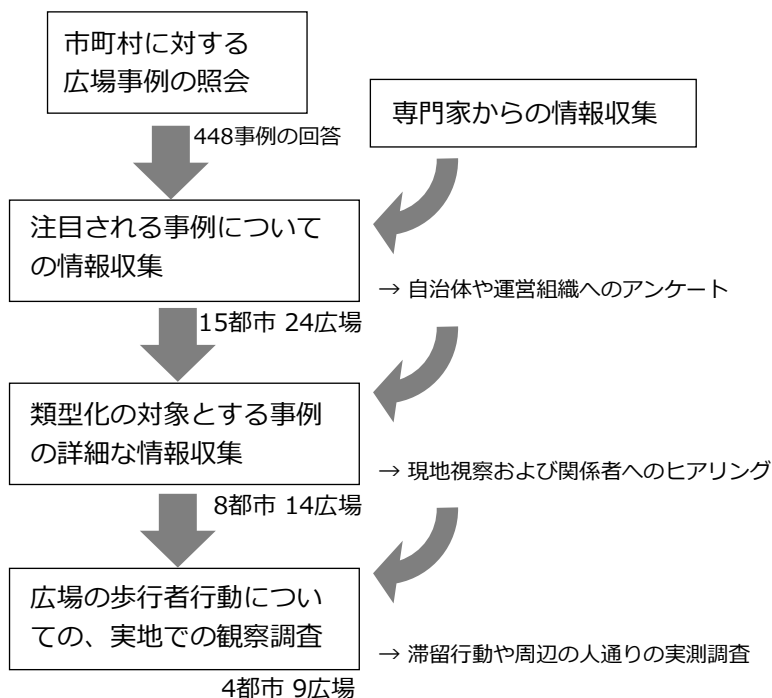 市町村に対する
広場事例の照会
専門家からの情報収集
448事例の回答
注目される事例について
の情報収集
→ 自治体や運営組織へのアンケート
15都市 24広場
類型化の対象とする事例
の詳細な情報収集
→ 現地視察および関係者へのヒアリング
8都市 14広場
広場の歩行者行動につい
ての、実地での観察調査
→ 滞留行動や周辺の人通りの実測調査
4都市 9広場